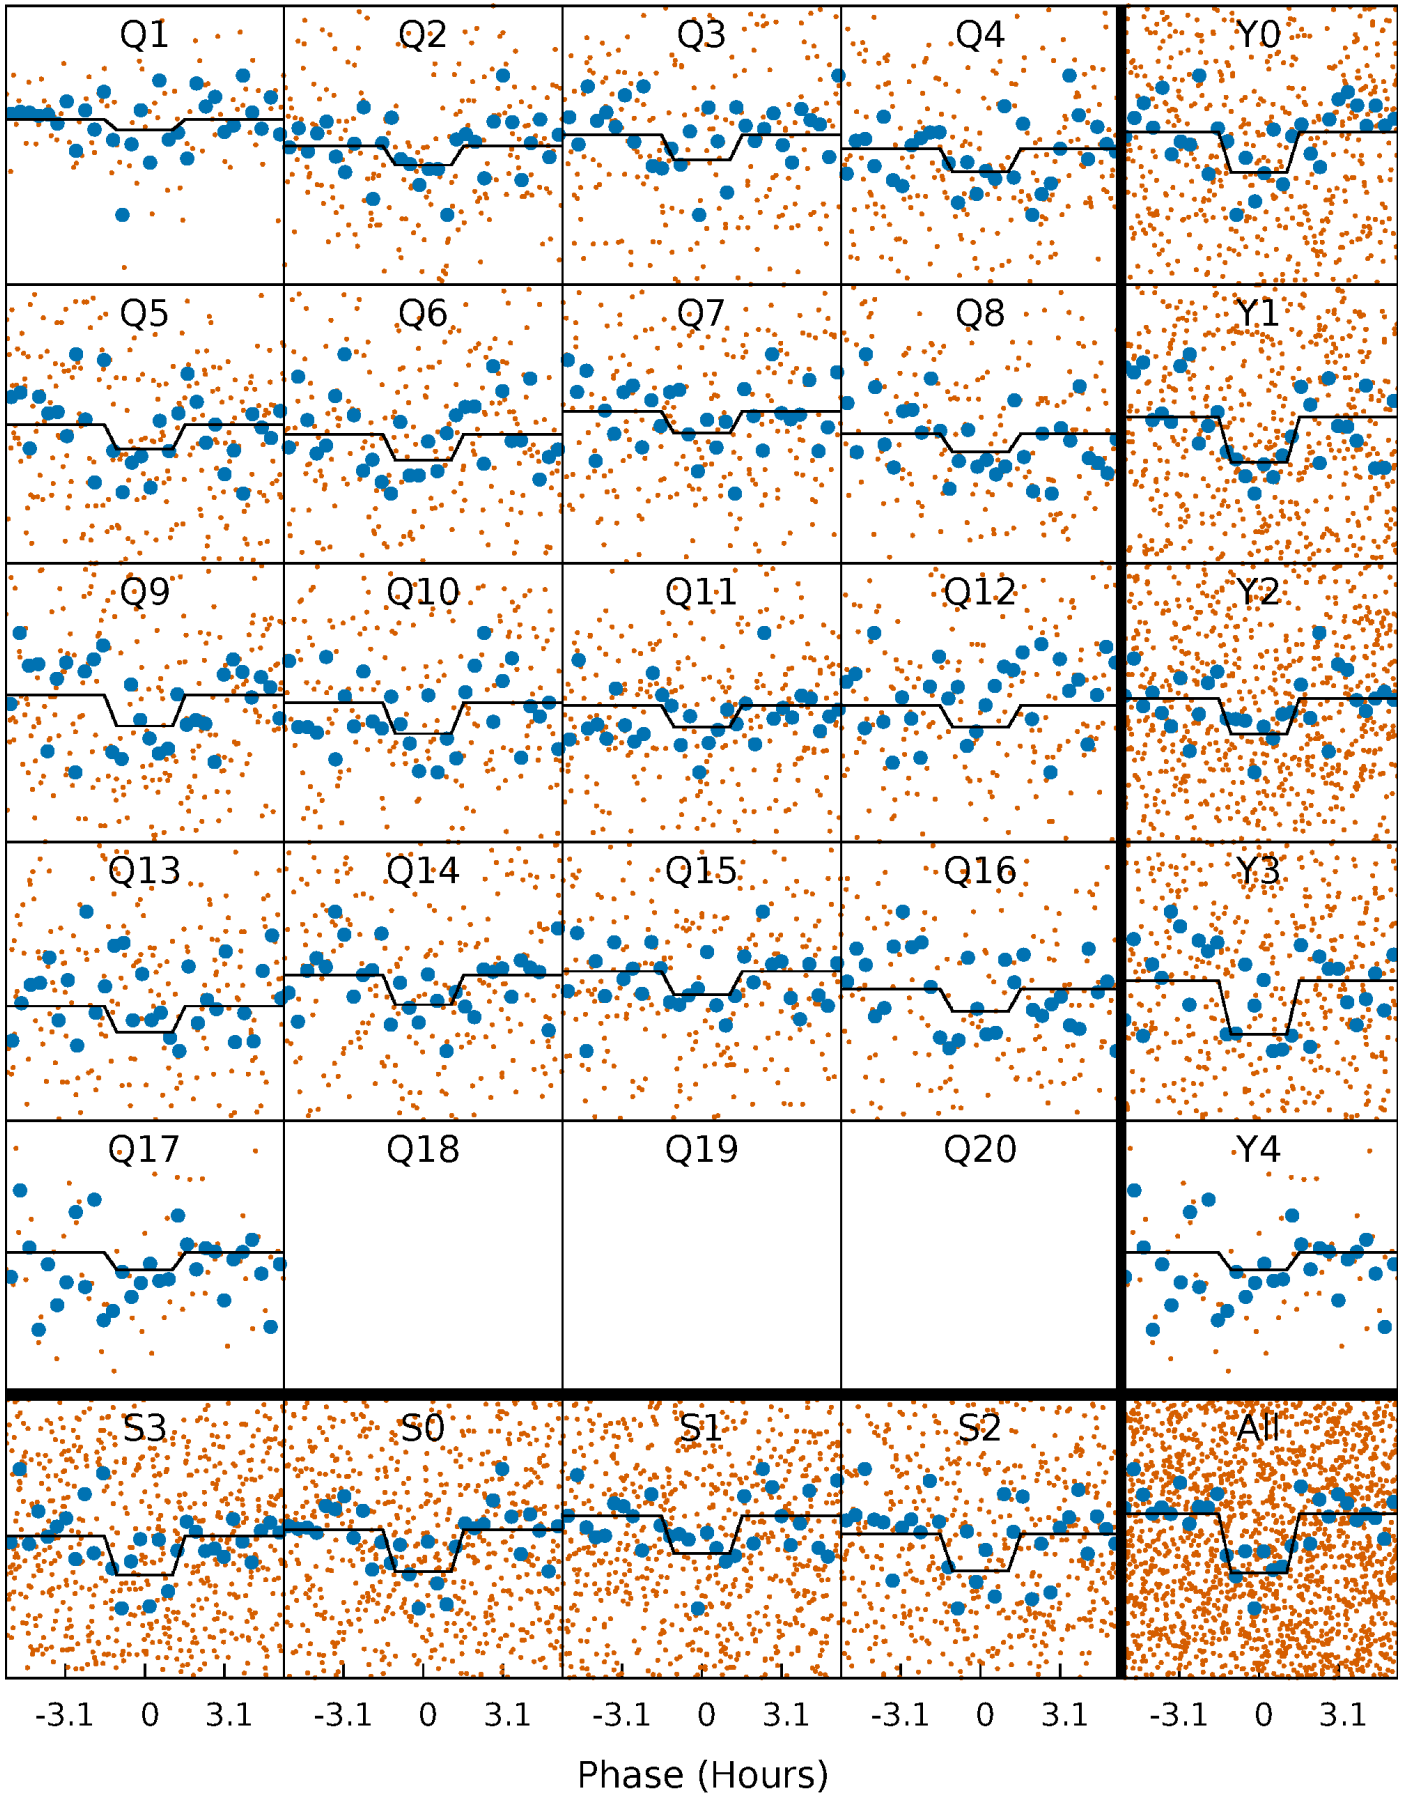 Q1 Q2 Q3 Q4 Y0
Q5 Q6 Q7 Q8 Y1
Q9 Q10 Q11 Q12 Y2
Q13 Q14 Q15 Q16 Y3
Q17 Q18 Q19 Q20 Y4
S3 S0 S1 S2 All
-3.1 0 3.1 -3.1 0 3.1 -3.1 0 3.1 -3.1 0 3.1 -3.1 0 3.1
Phase (Hours)